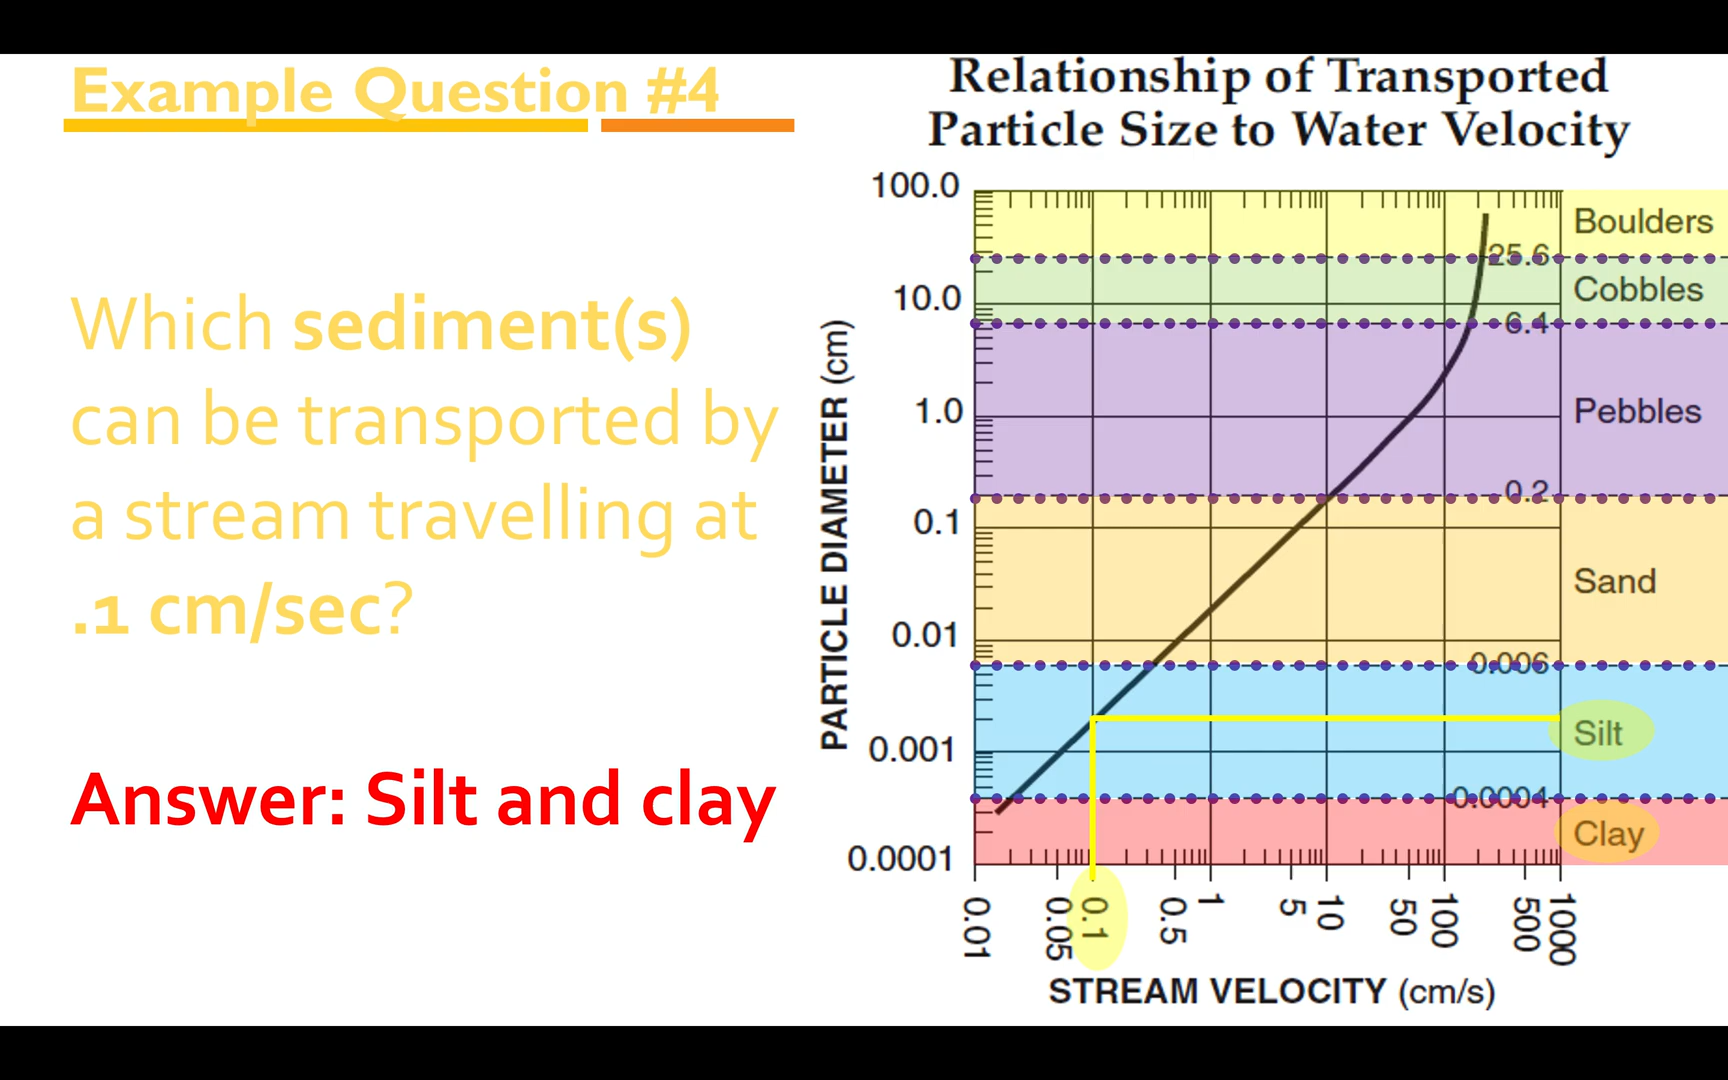 Example Question #4
Which sediment(s)
can be transported by
a stream travelling at
.1 cm/sec?
Answer: Silt and clay
Relationship of Transported
Particle Size to Water Velocity
PARTICLE DIAMETER (cm)
100.0
10.0
1.0
0.1
0.01
0.001
0.0001
25.6
6.4
0.2
0.006
0.0004
Boulders
Cobbles
Pebbles
Sand
Silt
Clay
0.01
0.05
0.1
0.5
1
5
10
50
100
500
1000
STREAM VELOCITY (cm/s)